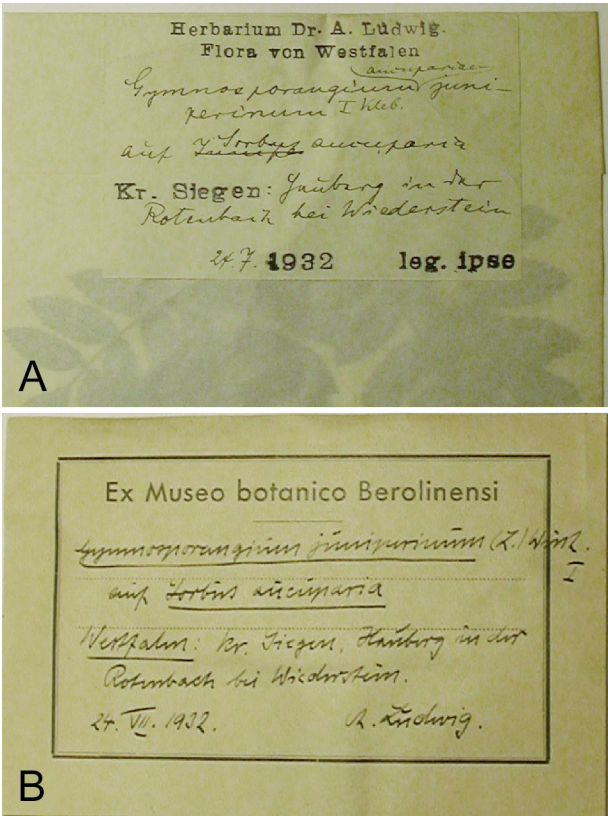 Herbarium Dr. A. Ludwig.
Flora von Westfalen
aucupariae
Gymnosporangium juni-
perinum I Kleb.
Sorbus
auf Junipe aucuparia
Kr. Siegen: Hauberg in der
Rotenbach bei Wiederstein
24.7. 1932 leg. ipse
A
Ex Museo botanico Berolinensi
Gymnosporangium juniperinum (L.) Wint.
I
auf Sorbus aucuparia
Westfalen: Kr. Siegen, Hauberg in der
Rotenbach bei Wiederstein.
24. VII. 1932. A. Ludwig.
B